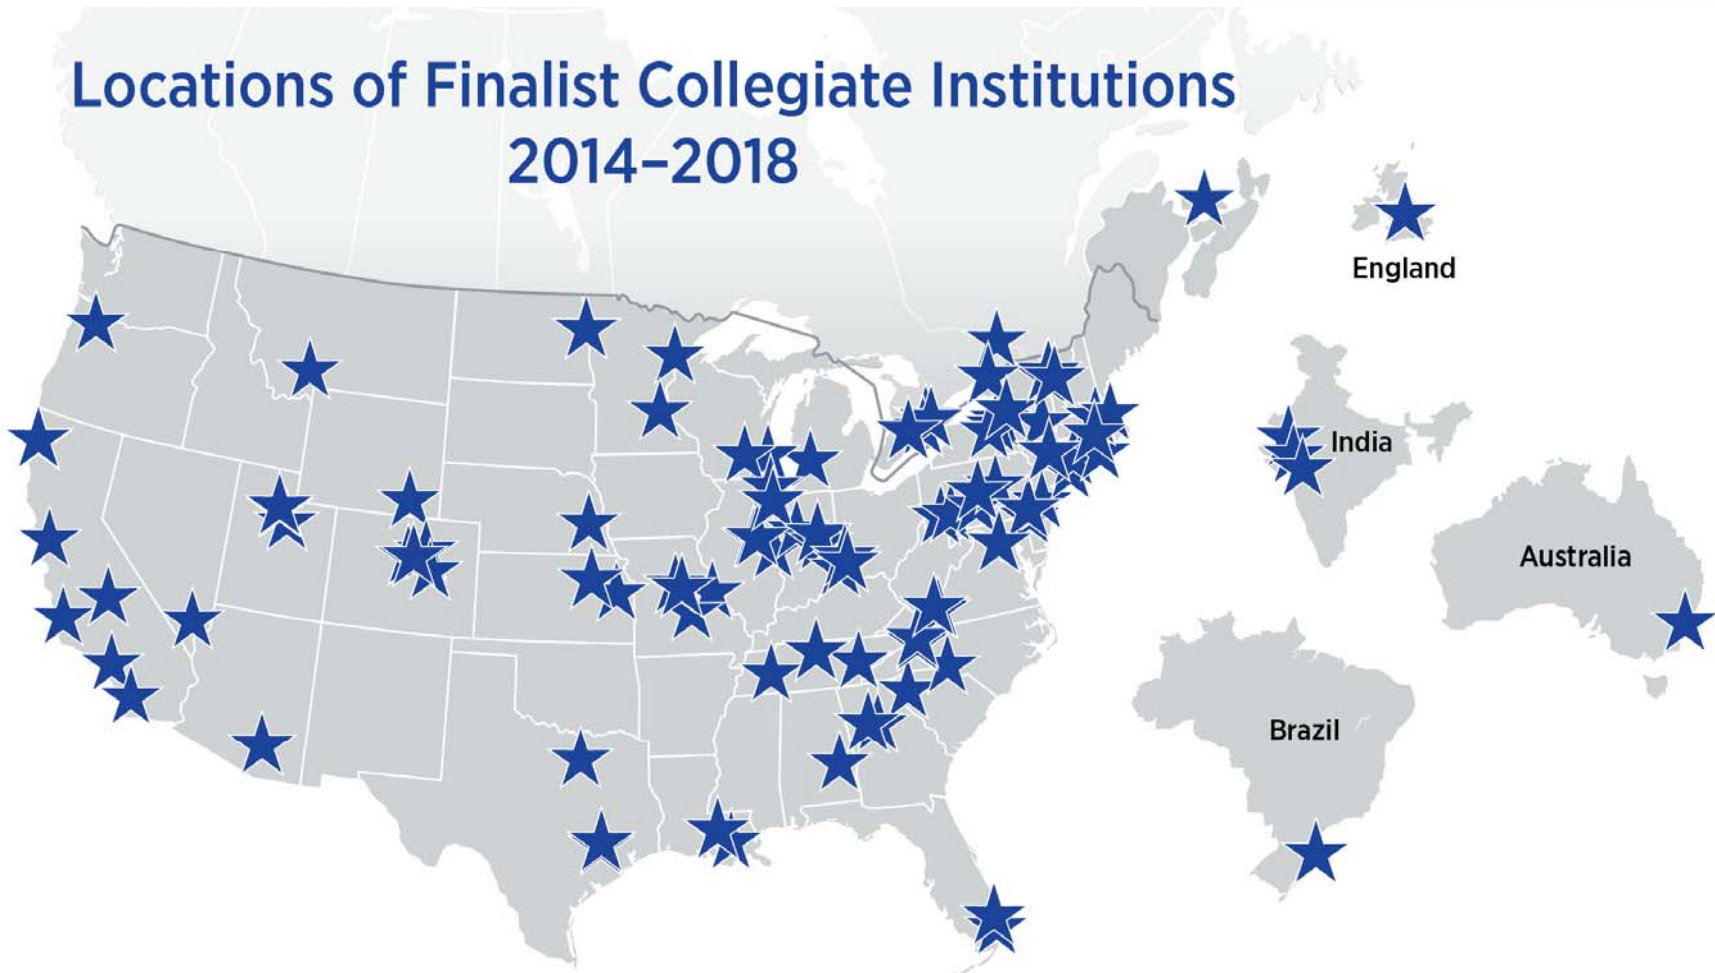 Locations of Finalist Collegiate Institutions
2014–2018
England
India
Australia
Brazil